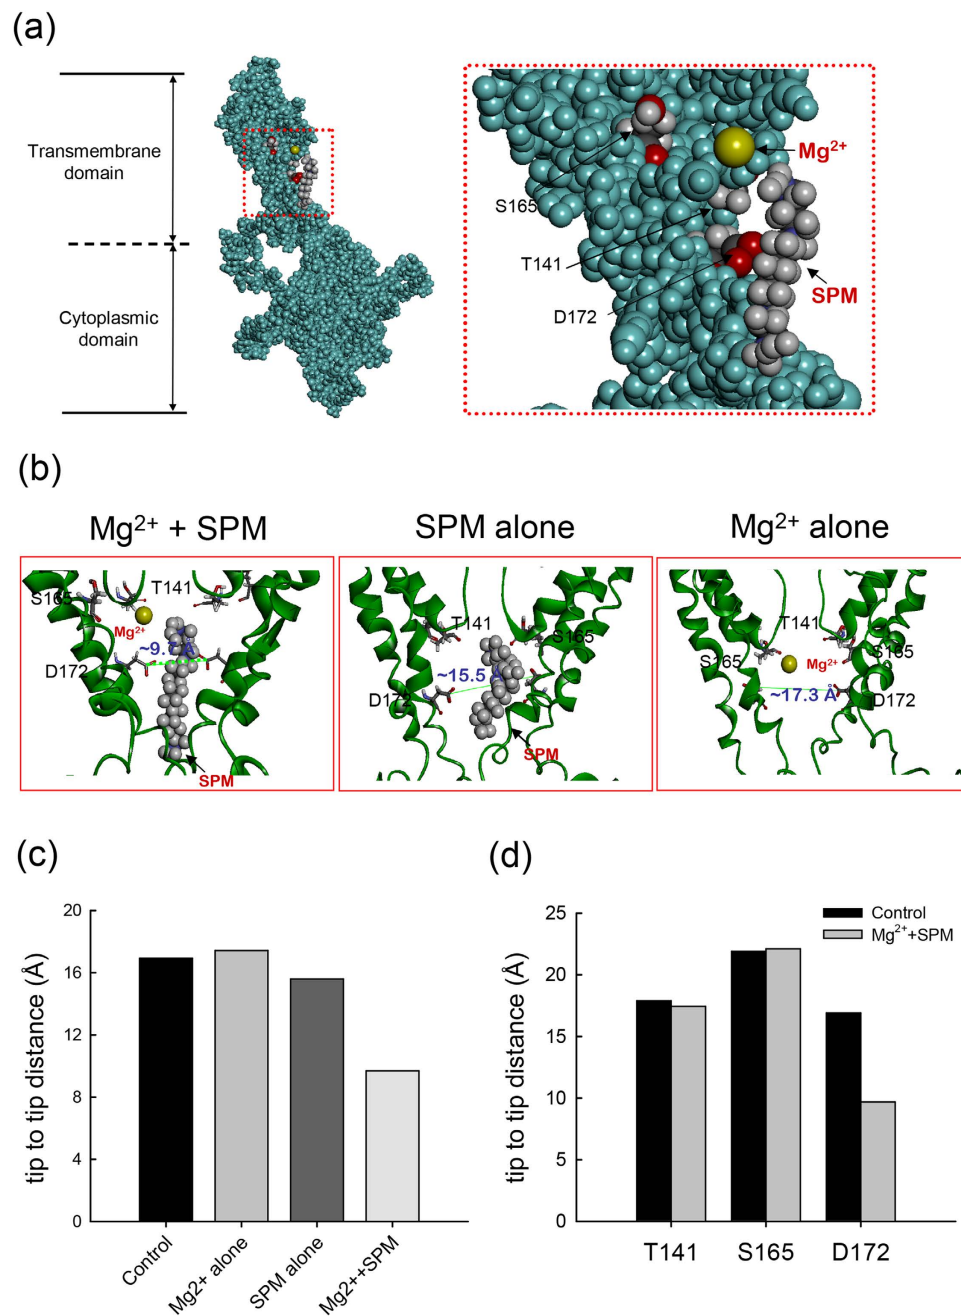 (a)
Transmembrane
domain
Cytoplasmic
domain
Mg²⁺
S165
T141
SPM
D172
(b)
Mg²⁺ + SPM
SPM alone
Mg²⁺ alone
S165
T141
Mg²⁺
D172
SPM
T141
S165
~15.5
D172
SPM
T141
S165
Mg²⁺
S165
~17.3 Å
D172
(c)
tip to tip distance (Å)
20
16
12
8
4
0
Control
Mg2+ alone
SPM alone
Mg2++SPM
(d)
tip to tip distance (Å)
25
20
15
10
5
0
Control
Mg²⁺+SPM
T141
S165
D172